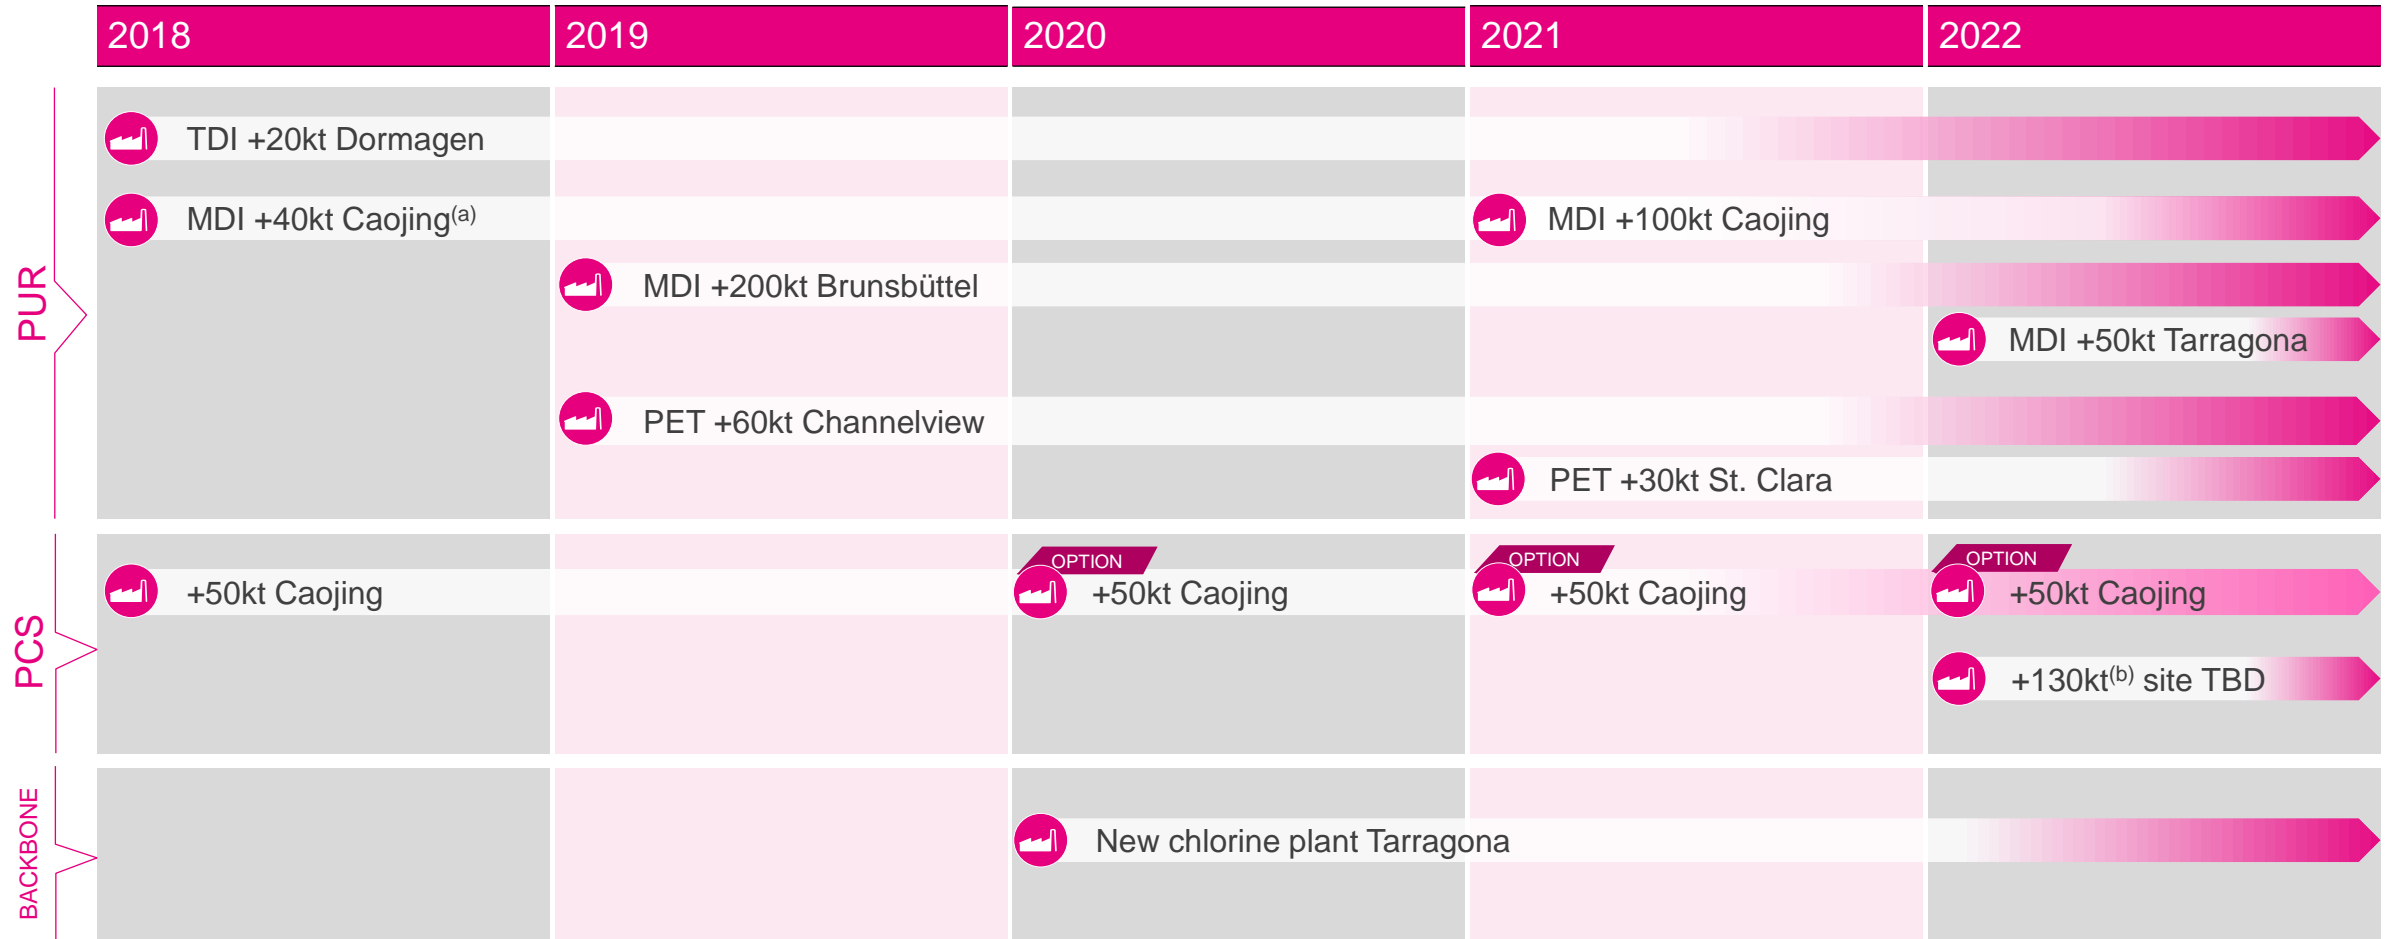 2018
2019
2020
2021
2022
PUR
TDI +20kt Dormagen
MDI +40kt Caojing(a)
MDI +100kt Caojing
MDI +200kt Brunsbüttel
MDI +50kt Tarragona
PET +60kt Channelview
PET +30kt St. Clara
PCS
OPTION
OPTION
OPTION
+50kt Caojing
+50kt Caojing
+50kt Caojing
+50kt Caojing
+130kt(b) site TBD
BACKBONE
New chlorine plant Tarragona